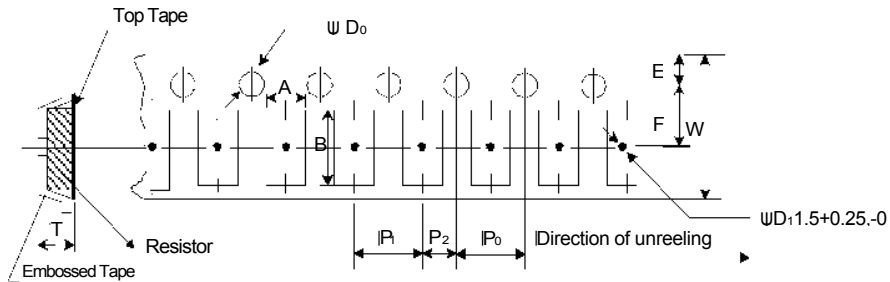 Top Tape
ψ D₀
A
E
B
F
W
T
Resistor
Embossed Tape
P₁
P₂
P₀
Direction of unreeling
ψD₁1.5+0.25,-0